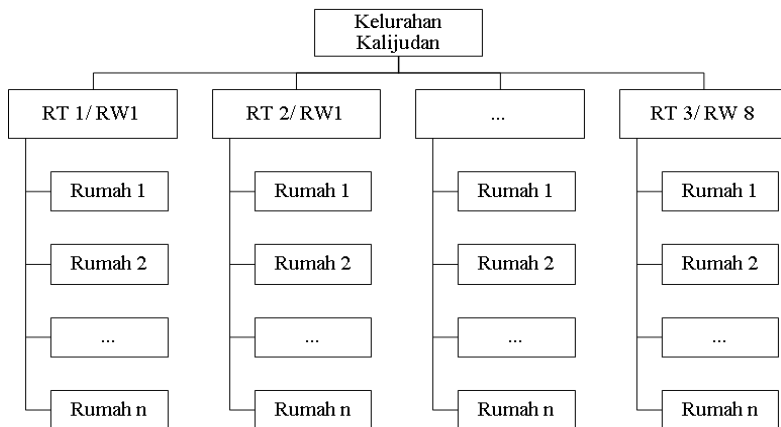 Kelurahan
Kalijudan
RT 1/ RW1
RT 2/ RW1
...
RT 3/ RW 8
Rumah 1
Rumah 1
Rumah 1
Rumah 1
Rumah 2
Rumah 2
Rumah 2
Rumah 2
...
...
...
...
Rumah n
Rumah n
Rumah n
Rumah n